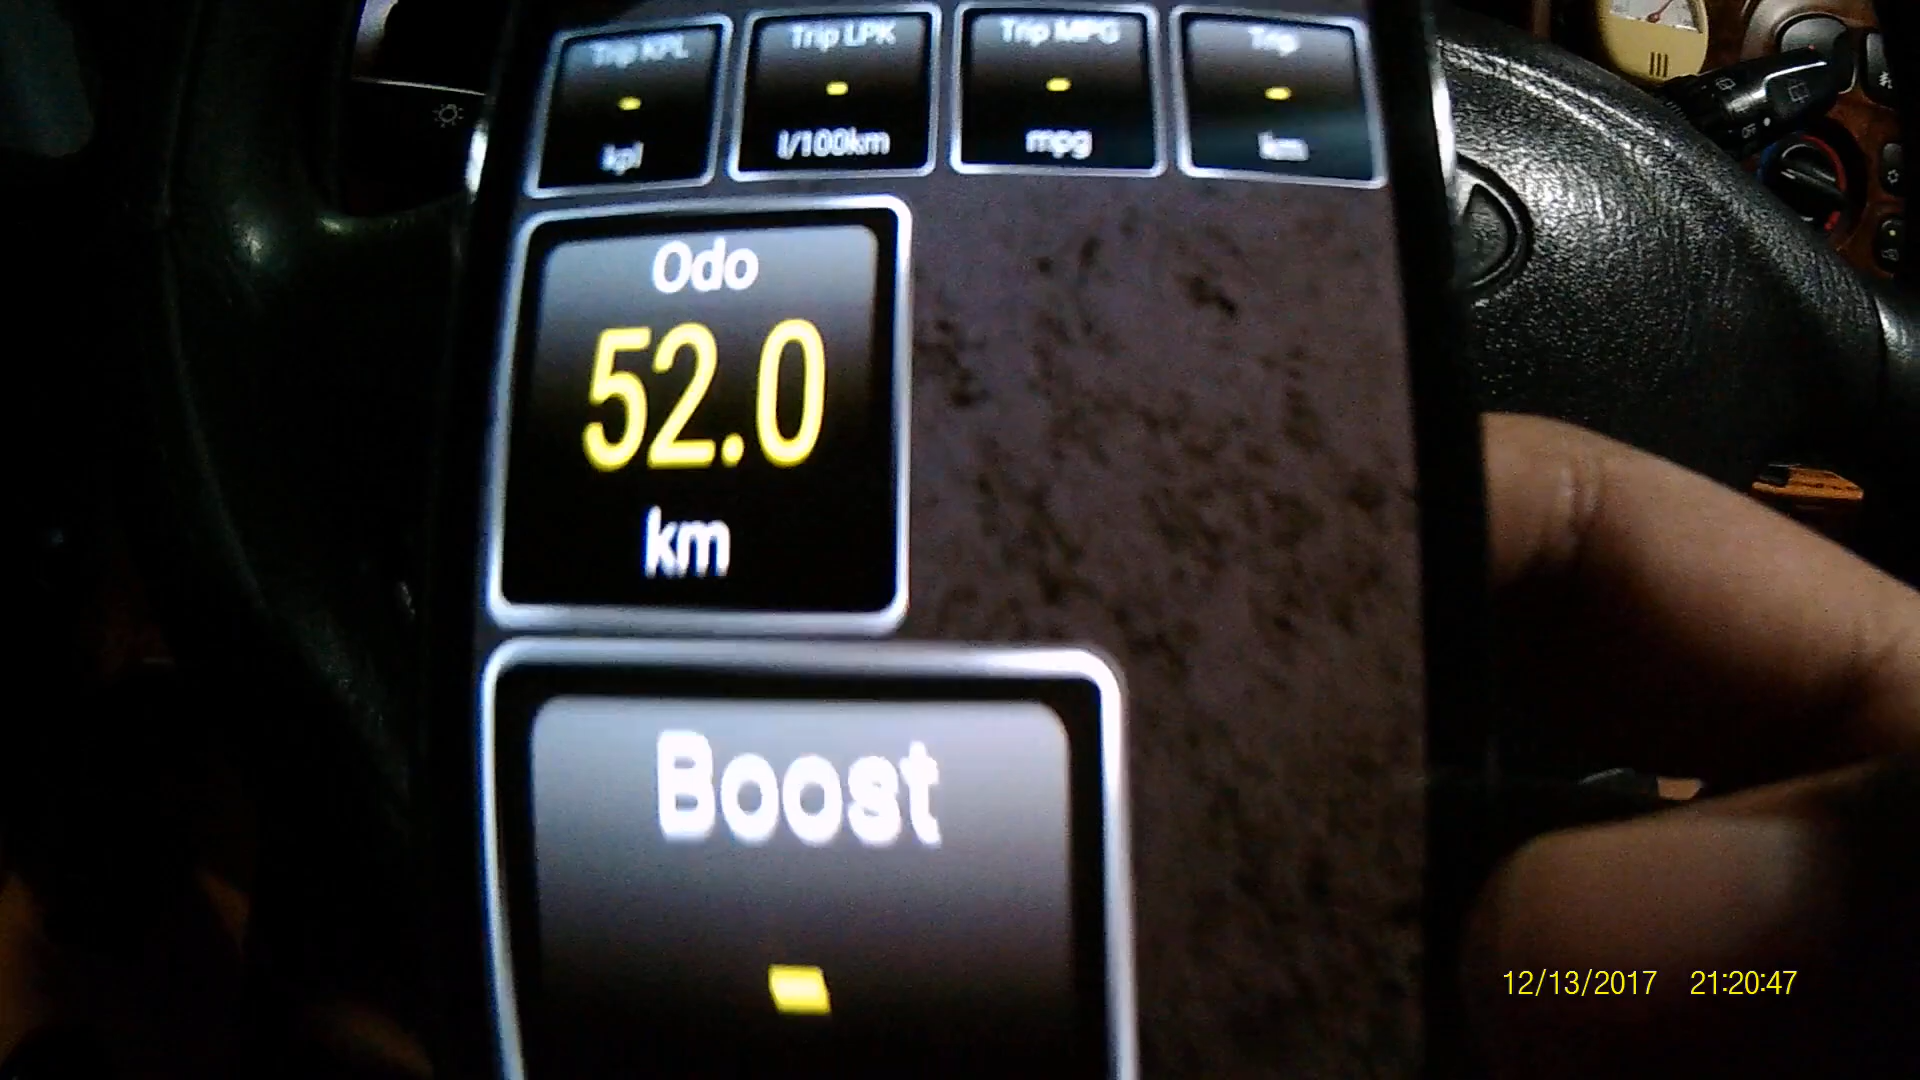 Trip KPL
-
kpl
Trip LPK
-
l/100km
Trip MPG
-
mpg
Trip
-
km
Odo
52.0
km
Boost
-
12/13/2017 21:20:47